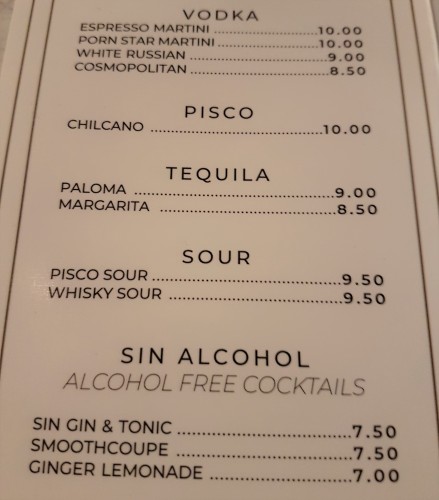 VODKA
ESPRESSO MARTINI ........................10.00
PORN STAR MARTINI........................10.00
WHITE RUSSIAN ..............................9.00
COSMOPOLITAN ..............................8.50
PISCO
CHILCANO ........................................10.00
TEQUILA
PALOMA ..........................................9.00
MARGARITA ....................................8.50
SOUR
PISCO SOUR ......................................9.50
WHISKY SOUR ...................................9.50
SIN ALCOHOL
ALCOHOL FREE COCKTAILS
SIN GIN & TONIC ................................7.50
SMOOTHCOUPE ................................7.50
GINGER LEMONADE ..........................7.00